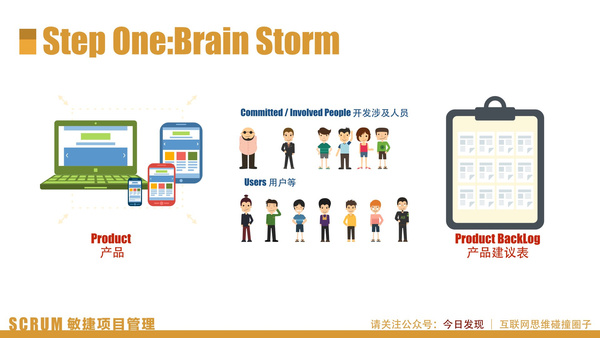 Step One:Brain Storm
Committed / Involved People 开发涉及人员
Users 用户等
Product
产品
Product BackLog
产品建议表
SCRUM 敏捷项目管理
请关注公众号：今日发现 | 互联网思维碰撞圈子